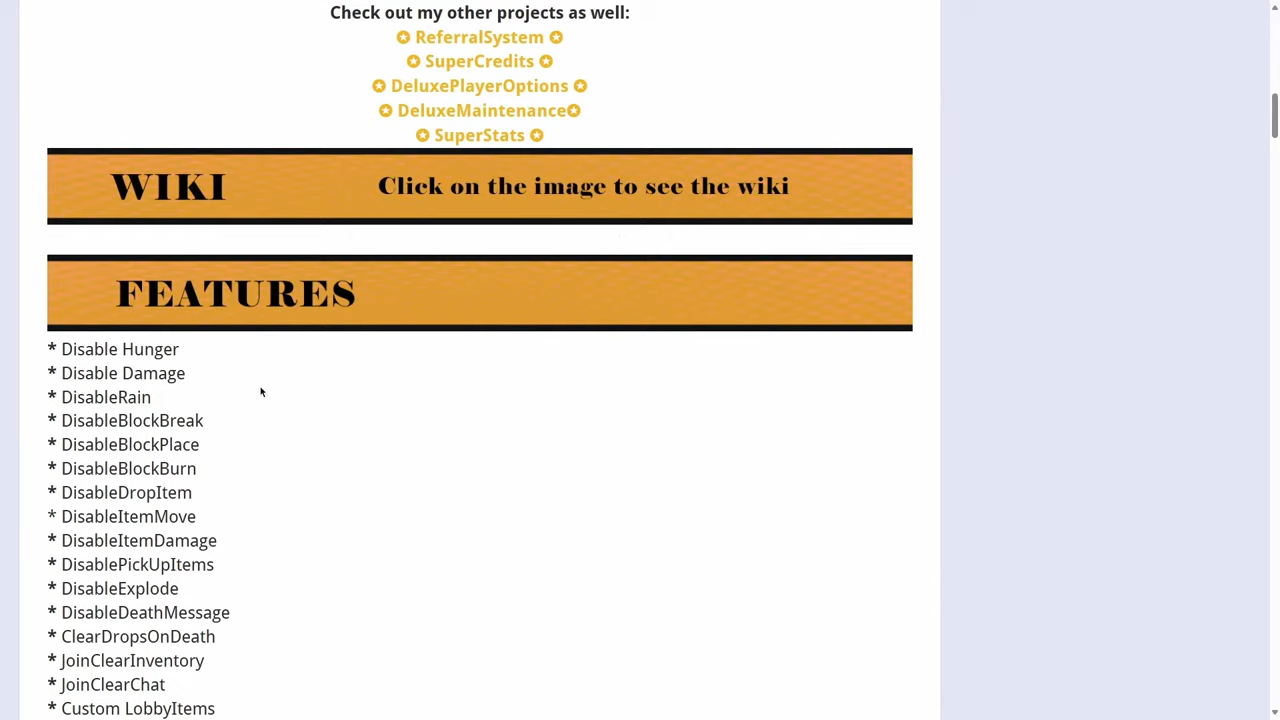 Check out my other projects as well:
✪ ReferralSystem ✪
✪ SuperCredits ✪
✪ DeluxePlayerOptions ✪
✪ DeluxeMaintenance✪
✪ SuperStats ✪
WIKI Click on the image to see the wiki
FEATURES
* Disable Hunger
* Disable Damage
* DisableRain
* DisableBlockBreak
* DisableBlockPlace
* DisableBlockBurn
* DisableDropItem
* DisableItemMove
* DisableItemDamage
* DisablePickUpItems
* DisableExplode
* DisableDeathMessage
* ClearDropsOnDeath
* JoinClearInventory
* JoinClearChat
* Custom LobbyItems